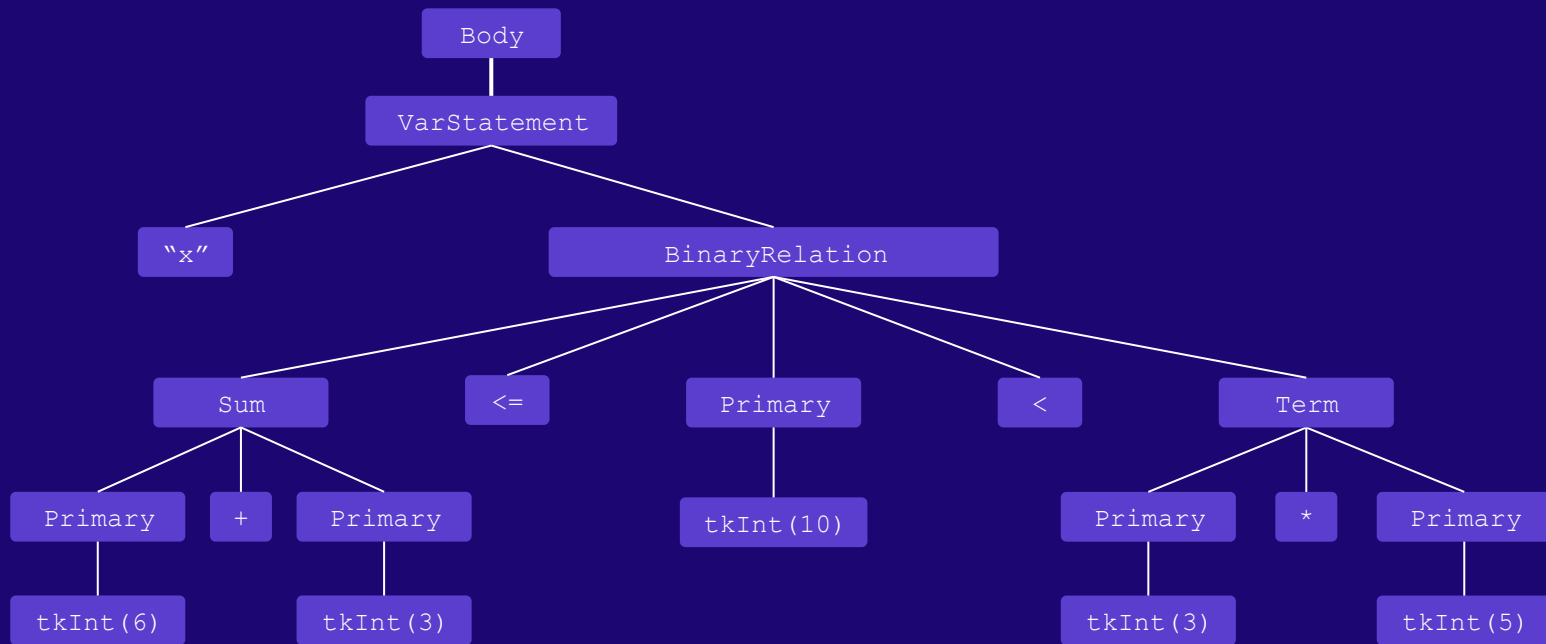 Body
VarStatement
“x”
BinaryRelation
Sum
<=
Primary
<
Term
Primary
+
Primary
tkInt(10)
Primary
*
Primary
tkInt(6)
tkInt(3)
tkInt(3)
tkInt(5)